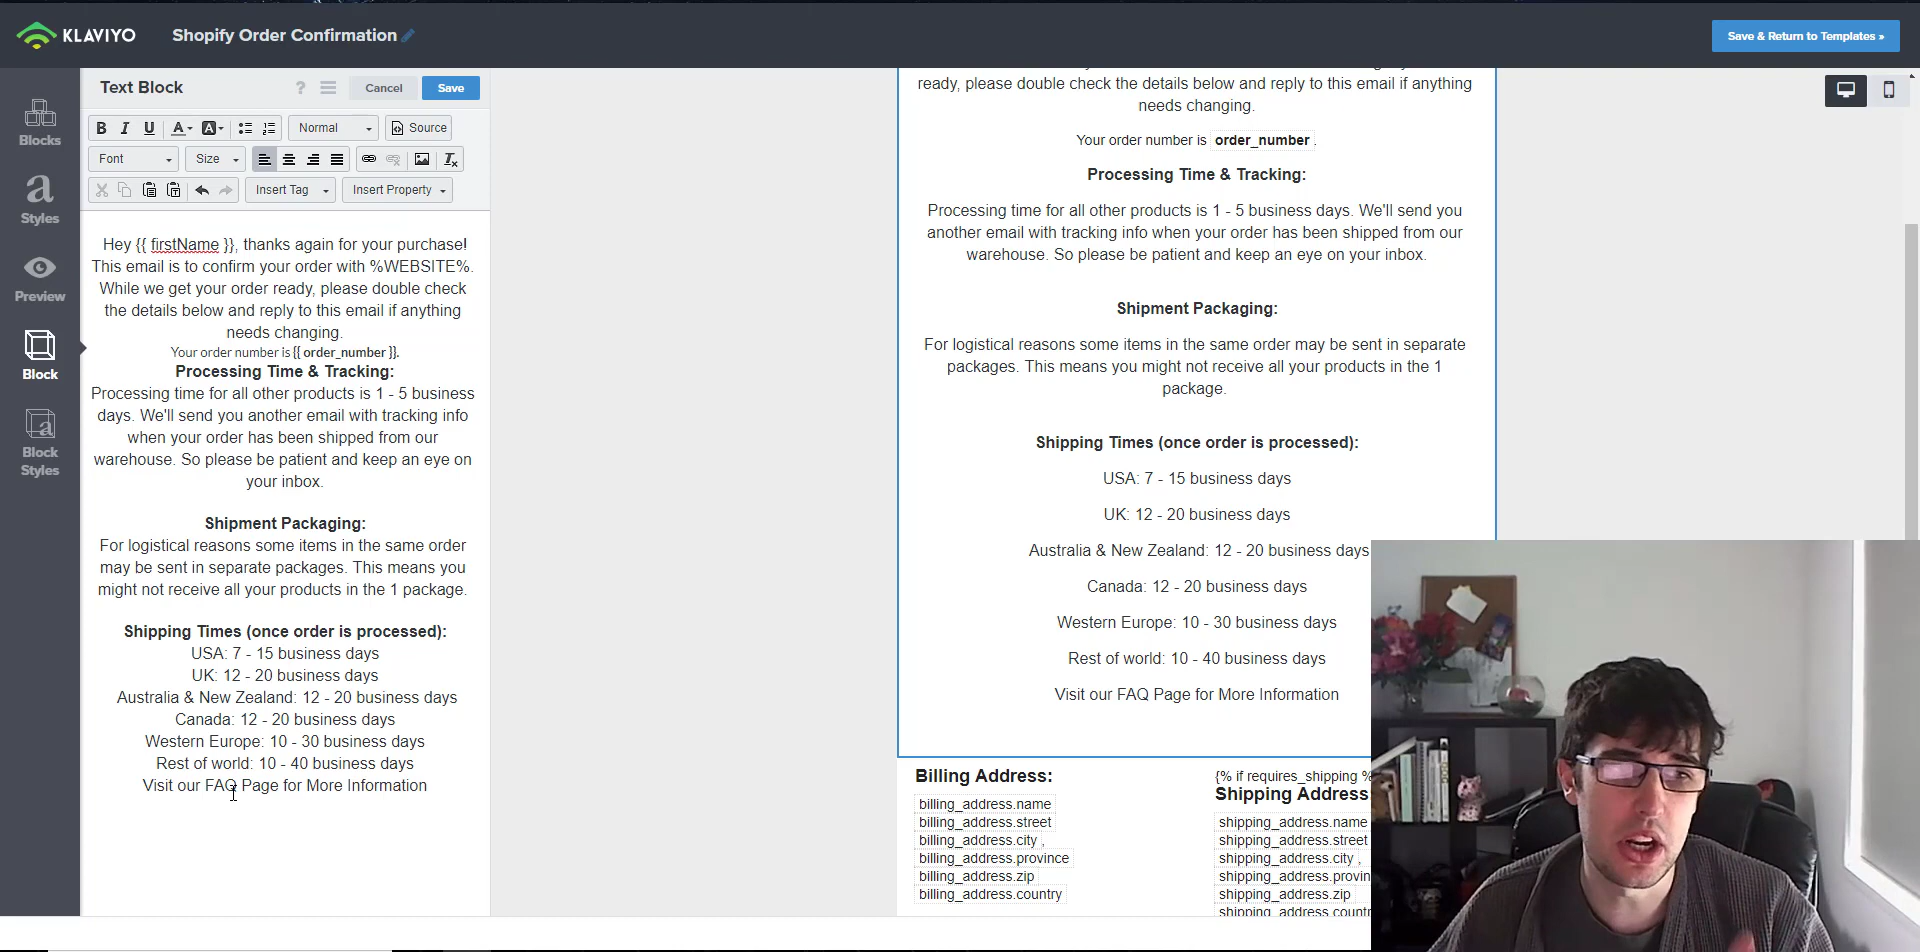 KLAVIYO
Shopify Order Confirmation
Save & Return to Templates »
Text Block
?
Cancel
Save
B I U A A Normal Source
Font Size
Insert Tag Insert Property
Blocks
a
Styles
Preview
Block
a
Block
Styles
Hey {{ firstName }}, thanks again for your purchase!
This email is to confirm your order with %WEBSITE%.
While we get your order ready, please double check
the details below and reply to this email if anything
needs changing.
Your order number is {{ order_number }}.
Processing Time & Tracking:
Processing time for all other products is 1 - 5 business
days. We'll send you another email with tracking info
when your order has been shipped from our
warehouse. So please be patient and keep an eye on
your inbox.
Shipment Packaging:
For logistical reasons some items in the same order
may be sent in separate packages. This means you
might not receive all your products in the 1 package.
Shipping Times (once order is processed):
USA: 7 - 15 business days
UK: 12 - 20 business days
Australia & New Zealand: 12 - 20 business days
Canada: 12 - 20 business days
Western Europe: 10 - 30 business days
Rest of world: 10 - 40 business days
Visit our FAQ Page for More Information
ready, please double check the details below and reply to this email if anything
needs changing.
Your order number is order_number .
Processing Time & Tracking:
Processing time for all other products is 1 - 5 business days. We'll send you
another email with tracking info when your order has been shipped from our
warehouse. So please be patient and keep an eye on your inbox.
Shipment Packaging:
For logistical reasons some items in the same order may be sent in separate
packages. This means you might not receive all your products in the 1
package.
Shipping Times (once order is processed):
USA: 7 - 15 business days
UK: 12 - 20 business days
Australia & New Zealand: 12 - 20 business days
Canada: 12 - 20 business days
Western Europe: 10 - 30 business days
Rest of world: 10 - 40 business days
Visit our FAQ Page for More Information
Billing Address:
billing_address.name
billing_address.street
billing_address.city ,
billing_address.province
billing_address.zip
billing_address.country
{% if requires_shipping %
Shipping Address:
shipping_address.name
shipping_address.street
shipping_address.city ,
shipping_address.provin
shipping_address.zip
shipping_address.countr